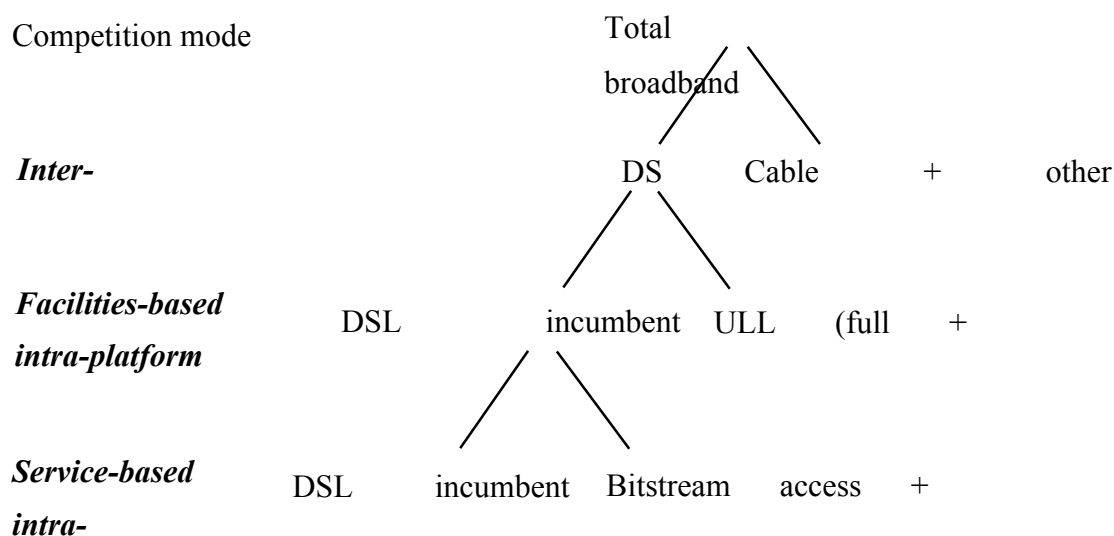 Competition mode
Total
broadband
Inter-
DS Cable + other
Facilities-based
intra-platform
DSL incumbent ULL (full +
Service-based
intra-
DSL incumbent Bitstream access +